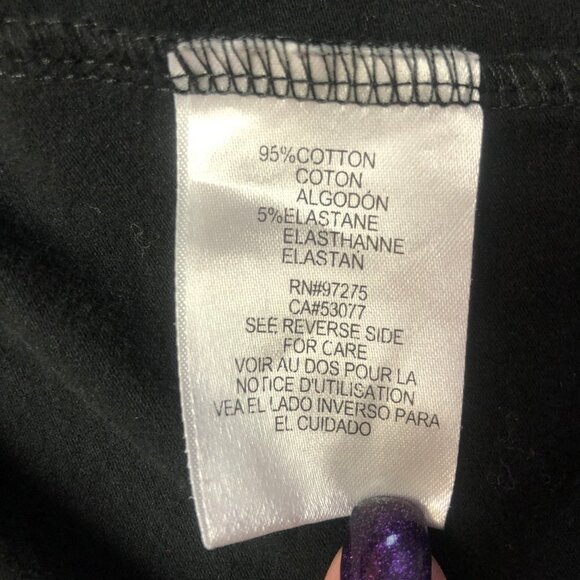 95%COTTON
COTON
ALGODÓN
5%ELASTANE
ELASTHANNE
ELASTAN
RN#97275
CA#53077
SEE REVERSE SIDE
FOR CARE
VOIR AU DOS POUR LA
NOTICE D'UTILISATION
VEA EL LADO INVERSO PARA
EL CUIDADO